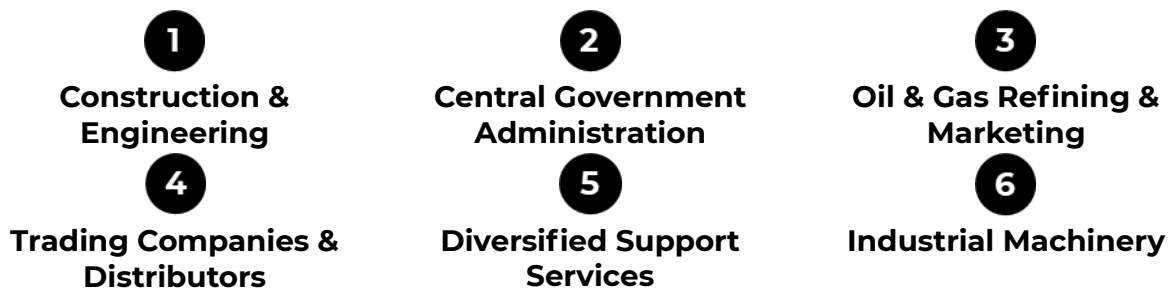 1
Construction &
Engineering
2
Central Government
Administration
3
Oil & Gas Refining &
Marketing
4
Trading Companies &
Distributors
5
Diversified Support
Services
6
Industrial Machinery